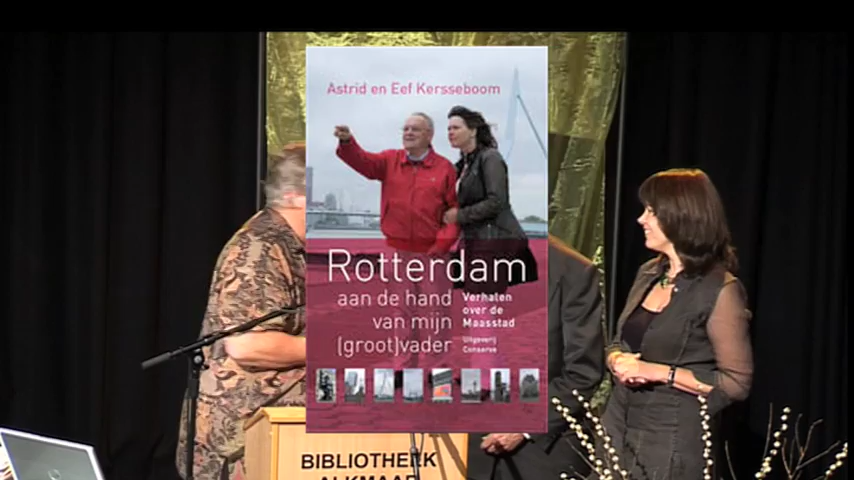 Astrid en Eef Kersseboom
Rotterdam
aan de hand
van mijn
(groot)vader
Verhalen
over de
Maasstad
Uitgeverij
Conserve
BIBLIOTHEEK
ALKMAAR